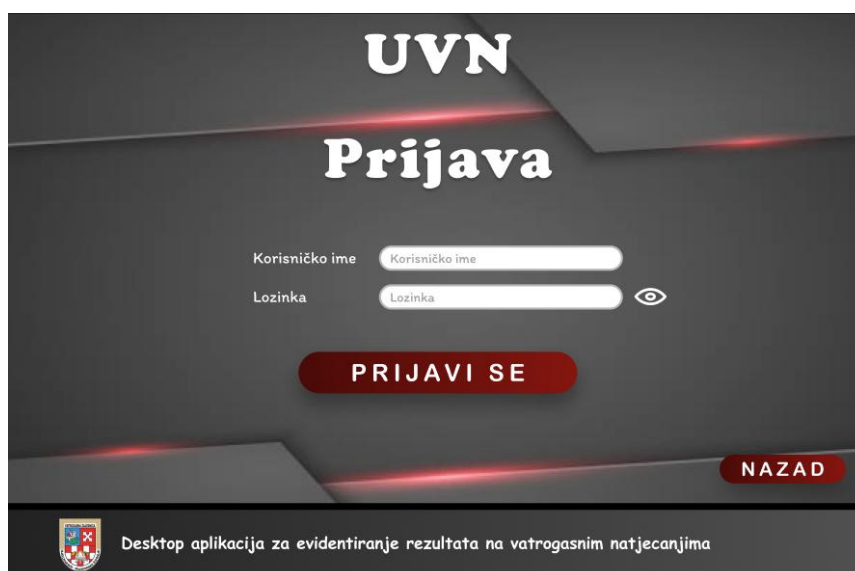 UVN
Prijava
Korisničko ime Korisničko ime
Lozinka Lozinka
PRIJAVI SE
NAZAD
Desktop aplikacija za evidentiranje rezultata na vatrogasnim natjecanjima